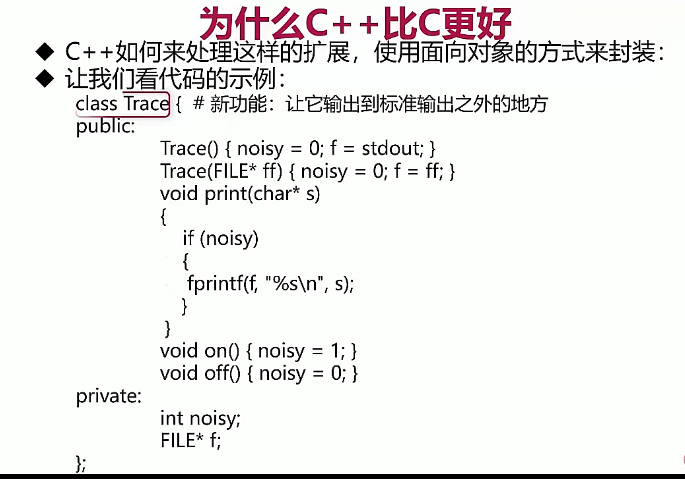 为什么C++比C更好
◆ C++如何来处理这样的扩展，使用面向对象的方式来封装：
◆ 让我们看代码的示例：
class Trace { # 新功能：让它输出到标准输出之外的地方
public:
Trace() { noisy = 0; f = stdout; }
Trace(FILE* ff) { noisy = 0; f = ff; }
void print(char* s)
{
if (noisy)
{
fprintf(f, "%s\n", s);
}
}
void on() { noisy = 1; }
void off() { noisy = 0; }
private:
int noisy;
FILE* f;
};